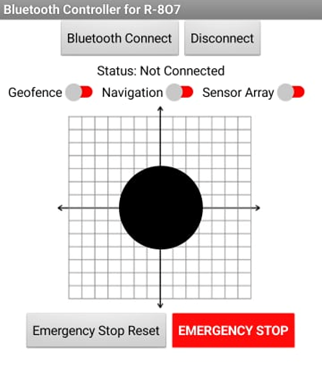 Bluetooth Controller for R-8O7
Bluetooth Connect Disconnect
Status: Not Connected
Geofence Navigation Sensor Array
Emergency Stop Reset EMERGENCY STOP